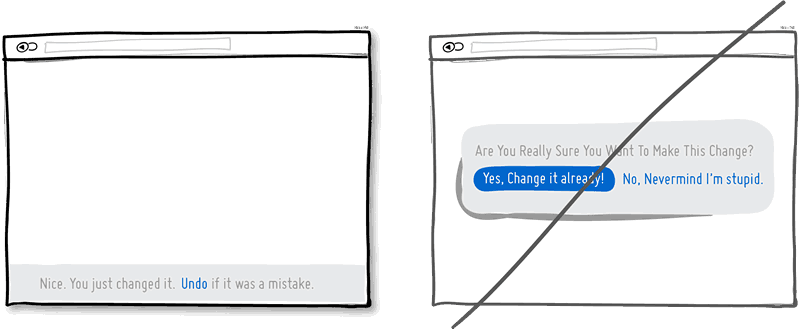 Nice. You just changed it. Undo if it was a mistake.
Are You Really Sure You Want To Make This Change?
Yes, Change it already! No, Nevermind I'm stupid.